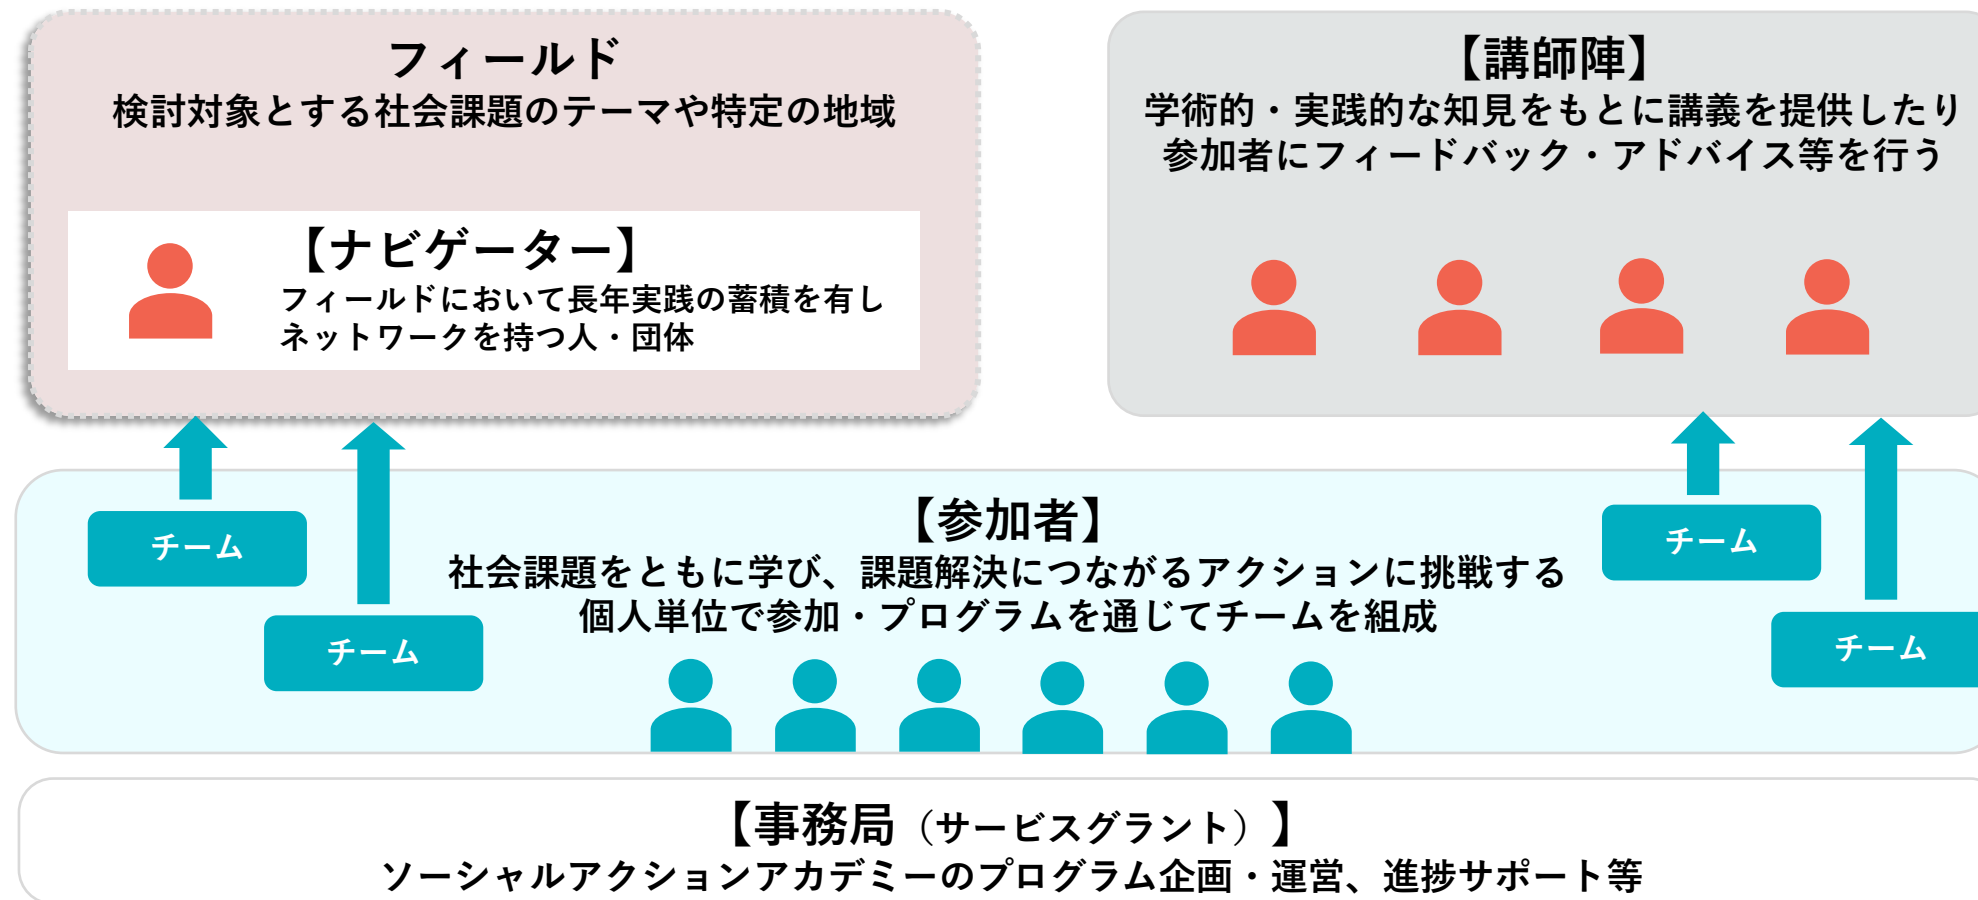 フィールド
検討対象とする社会課題のテーマや特定の地域
【ナビゲーター】
フィールドにおいて長年実践の蓄積を有し
ネットワークを持つ人・団体
【講師陣】
学術的・実践的な知見をもとに講義を提供したり
参加者にフィードバック・アドバイス等を行う
【参加者】
社会課題をともに学び、課題解決につながるアクションに挑戦する
個人単位で参加・プログラムを通じてチームを組成
チーム
チーム
チーム
チーム
【事務局（サービスグラント）】
ソーシャルアクションアカデミーのプログラム企画・運営、進捗サポート等